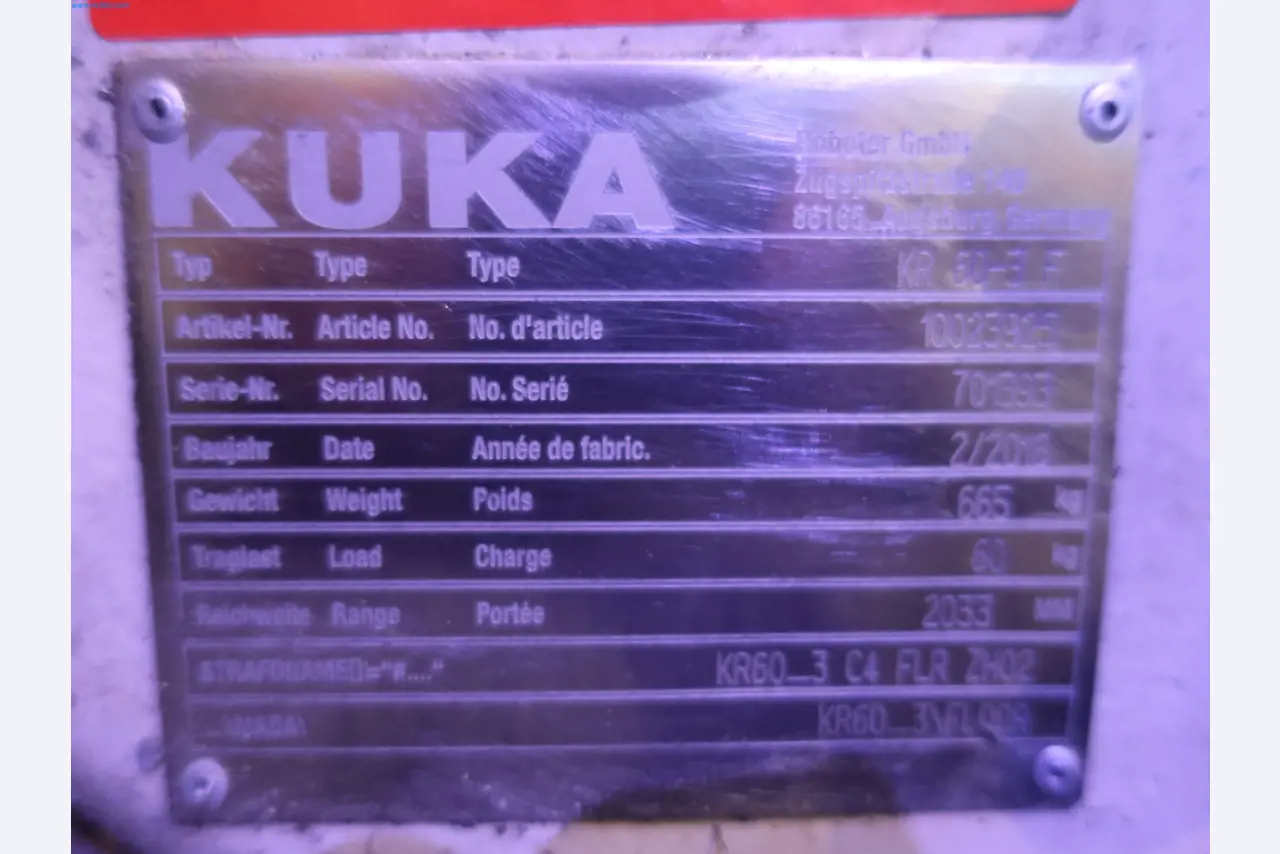 KUKA
Roboter GmbH
Zugspitzstraße 140
86165 Augsburg Germany
Typ Type Type KR 60-3 F
Artikel-Nr. Article No. No. d'article
Serie-Nr. Serial No. No. Serié
Baujahr Date Année de fabric.
Gewicht Weight Poids 665 kg
Traglast Load Charge 60 kg
Reichweite Range Portée 2033 MM
$TRAFONAME[]="#...." KR60_3 C4 FLR ZH02
...\MADA\